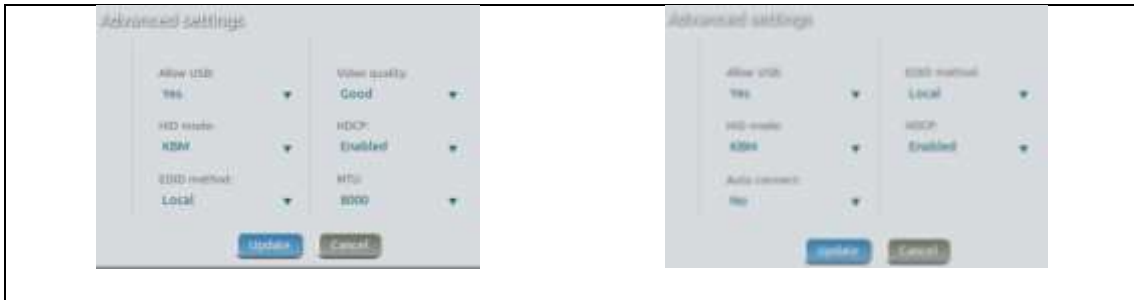 Advanced settings
Allow USB:
Yes
Video quality:
Good
HID mode:
KBM
HDCP:
Enabled
EDID method:
Local
MTU:
8000
Update
Cancel
Advanced settings
Allow USB:
Yes
EDID method:
Local
HID mode:
KBM
HDCP:
Enabled
Auto connect:
No
Update
Cancel